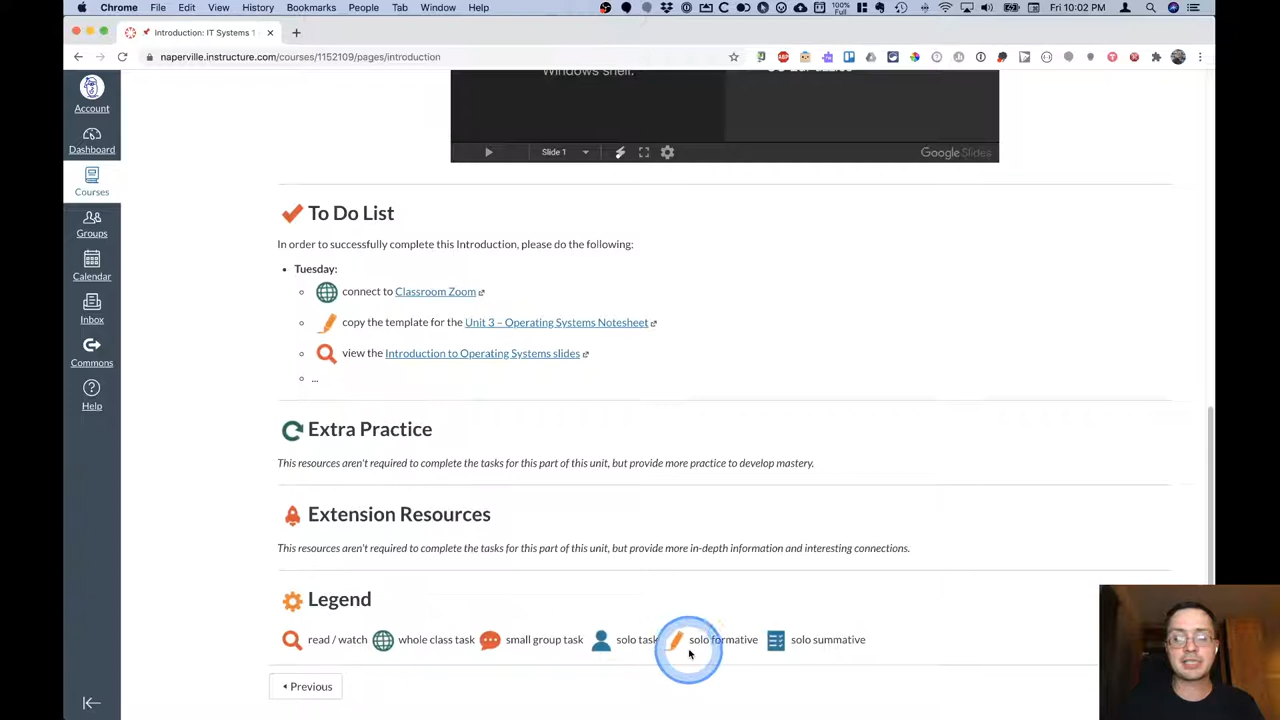 Chrome File Edit View History Bookmarks People Tab Window Help 100% Full Fri 10:02 PM
Introduction: IT Systems 1
naperville.instructure.com/courses/1152109/pages/introduction
Account
Dashboard
Courses
Groups
Calendar
Inbox
Commons
Help
Windows shell.
Slide 1
Google Slides
To Do List
In order to successfully complete this Introduction, please do the following:
Tuesday:
connect to Classroom Zoom
copy the template for the Unit 3 – Operating Systems Notesheet
view the Introduction to Operating Systems slides
...
Extra Practice
This resources aren't required to complete the tasks for this part of this unit, but provide more practice to develop mastery.
Extension Resources
This resources aren't required to complete the tasks for this part of this unit, but provide more in-depth information and interesting connections.
Legend
read / watch whole class task small group task solo task solo formative solo summative
Previous